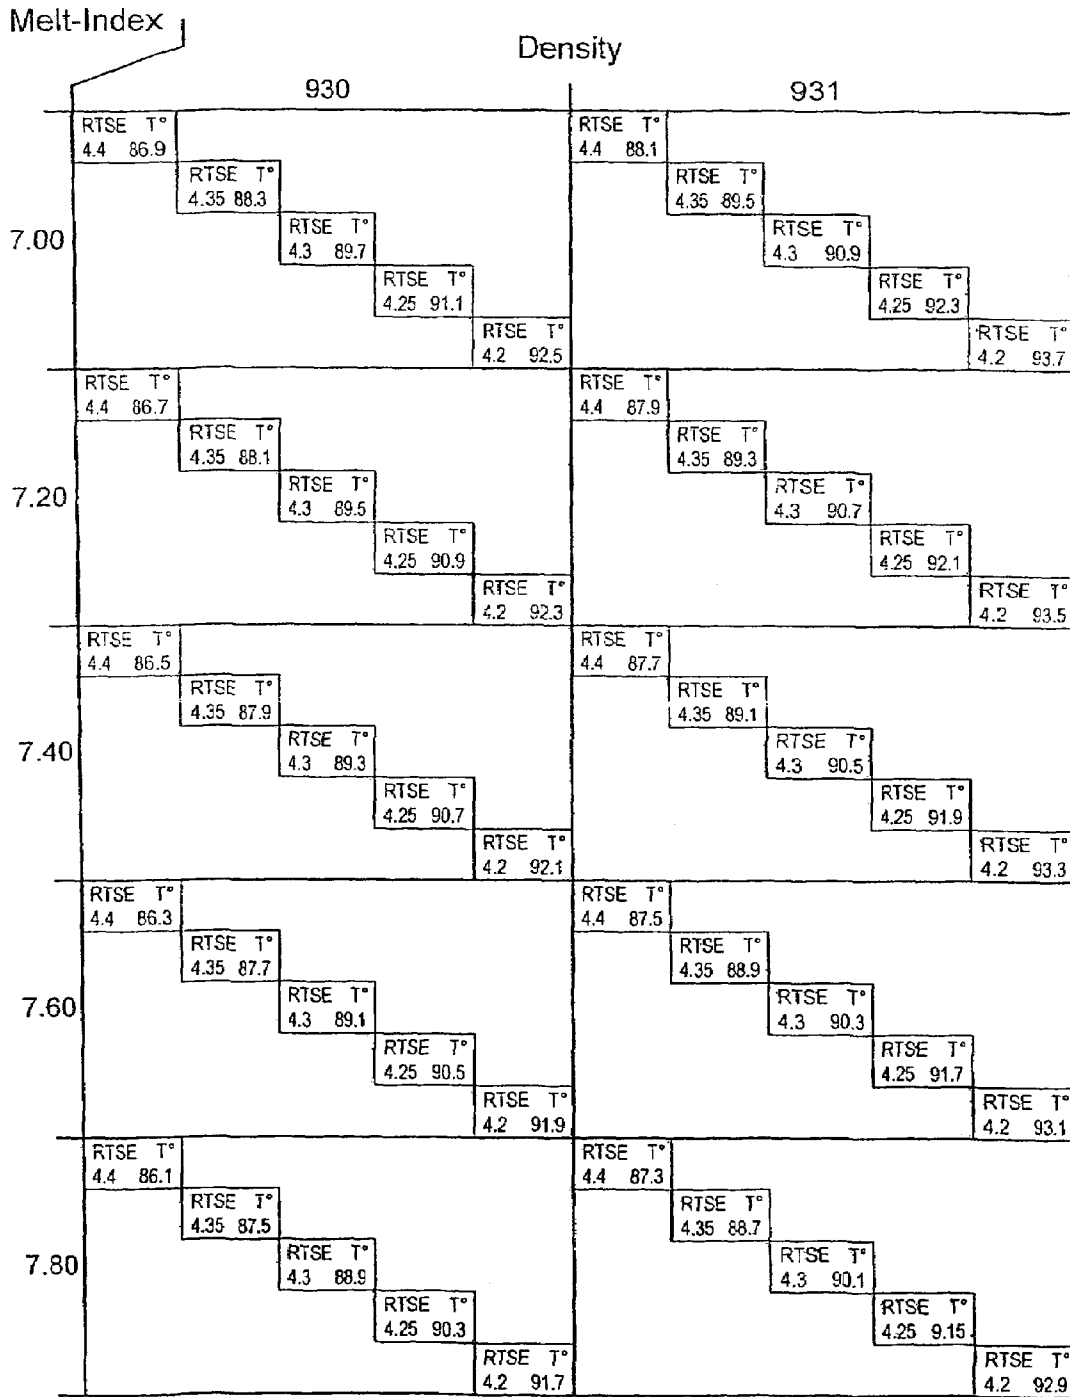 Melt-Index
Density
930 931
RTSE T° RTSE T°
4.4 86.9 4.4 88.1
RTSE T° RTSE T°
4.35 88.3 4.35 89.5
7.00
RTSE T° RTSE T°
4.3 89.7 4.3 90.9
RTSE T° RTSE T°
4.25 91.1 4.25 92.3
RTSE T° RTSE T°
4.2 92.5 4.2 93.7
RTSE T° RTSE T°
4.4 86.7 4.4 87.9
RTSE T° RTSE T°
4.35 88.1 4.35 89.3
7.20
RTSE T° RTSE T°
4.3 89.5 4.3 90.7
RTSE T° RTSE T°
4.25 90.9 4.25 92.1
RTSE T° RTSE T°
4.2 92.3 4.2 93.5
RTSE T° RTSE T°
4.4 86.5 4.4 87.7
RTSE T° RTSE T°
4.35 87.9 4.35 89.1
7.40
RTSE T° RTSE T°
4.3 89.3 4.3 90.5
RTSE T° RTSE T°
4.25 90.7 4.25 91.9
RTSE T° RTSE T°
4.2 92.1 4.2 93.3
RTSE T° RTSE T°
4.4 86.3 4.4 87.5
RTSE T° RTSE T°
4.35 87.7 4.35 88.9
7.60
RTSE T° RTSE T°
4.3 89.1 4.3 90.3
RTSE T° RTSE T°
4.25 90.5 4.25 91.7
RTSE T° RTSE T°
4.2 91.9 4.2 93.1
RTSE T° RTSE T°
4.4 86.1 4.4 87.3
RTSE T° RTSE T°
4.35 87.5 4.35 88.7
7.80
RTSE T° RTSE T°
4.3 88.9 4.3 90.1
RTSE T° RTSE T°
4.25 90.3 4.25 9.15
RTSE T° RTSE T°
4.2 91.7 4.2 92.9